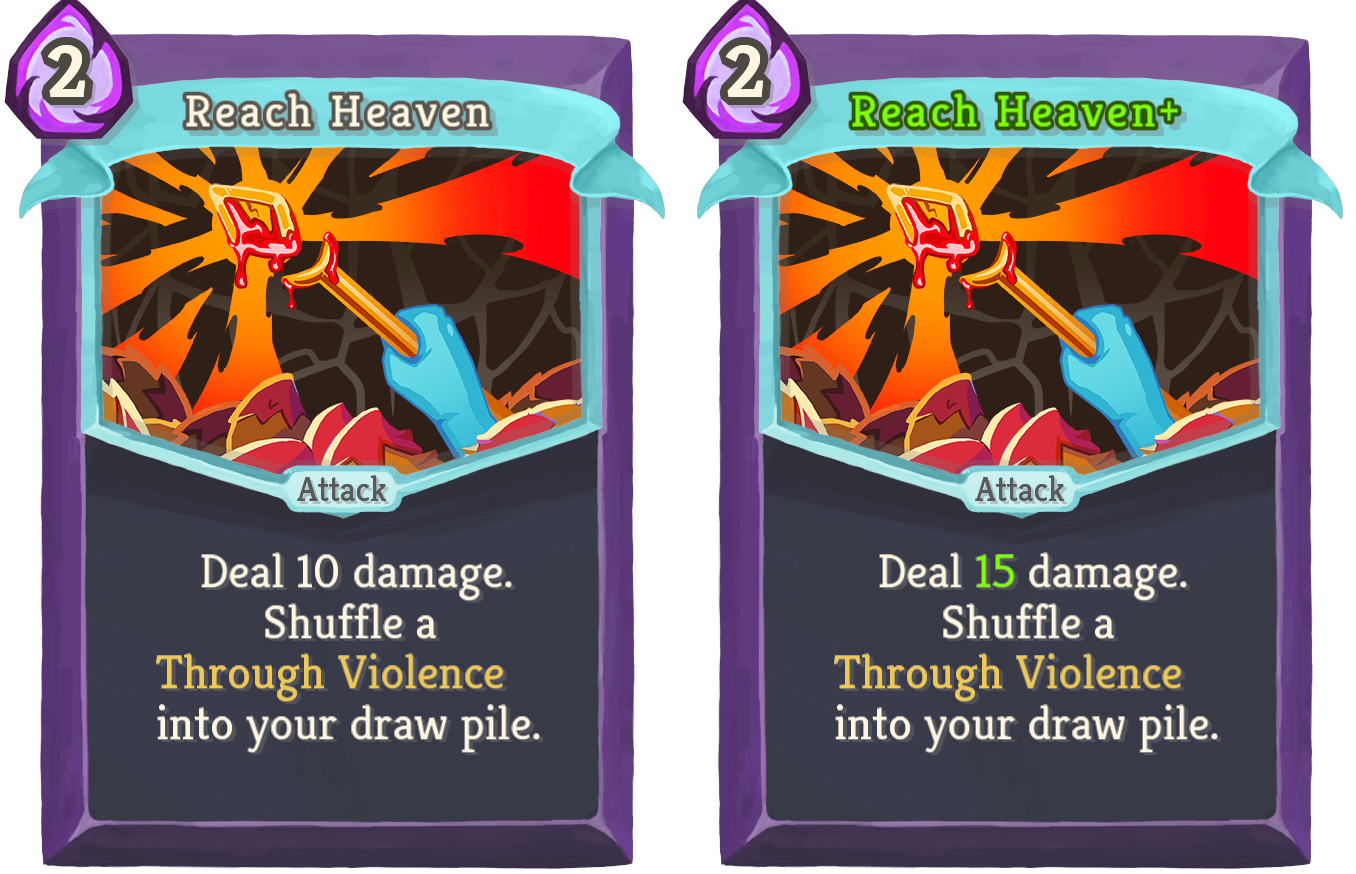 2
Reach Heaven
Attack
Deal 10 damage.
Shuffle a
Through Violence
into your draw pile.
2
Reach Heaven+
Attack
Deal 15 damage.
Shuffle a
Through Violence
into your draw pile.